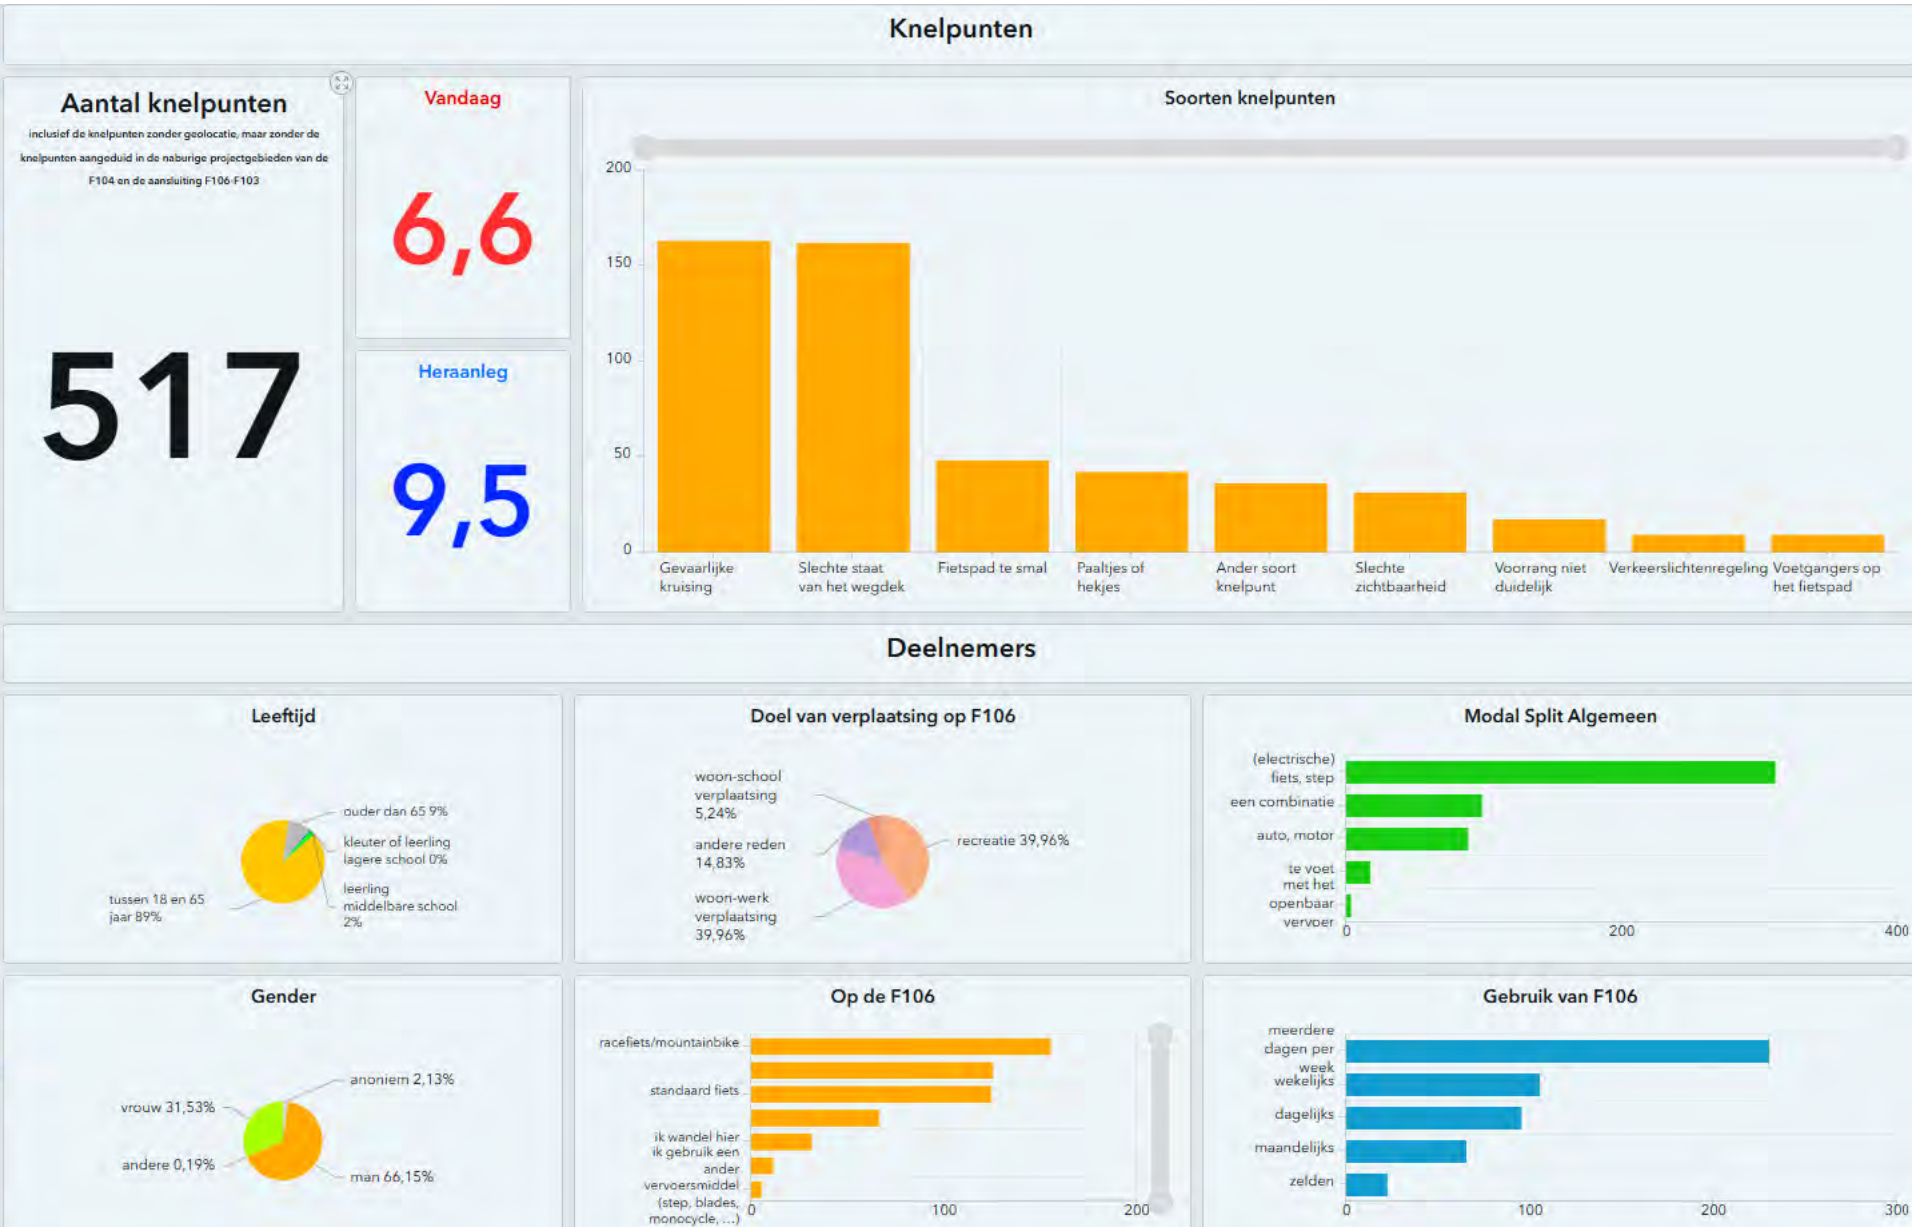 Knelpunten
Aantal knelpunten
inclusief de knelpunten zonder geolocatie, maar zonder de
knelpunten aangeduid in de naburige projectgebieden van de
F104 en de aansluiting F106-F103
517
Vandaag
6,6
Heraanleg
9,5
Soorten knelpunten
200
150
100
50
0
Gevaarlijke
kruising
Slechte staat
van het wegdek
Fietspad te smal
Paaltjes of
hekjes
Ander soort
knelpunt
Slechte
zichtbaarheid
Voorrang niet
duidelijk
Verkeerslichtenregeling
Voetgangers op
het fietspad
Deelnemers
Leeftijd
ouder dan 65 9%
kleuter of leerling
lagere school 0%
leerling
middelbare school
2%
tussen 18 en 65
jaar 89%
Doel van verplaatsing op F106
woon-school
verplaatsing
5,24%
andere reden
14,83%
woon-werk
verplaatsing
39,96%
recreatie 39,96%
Modal Split Algemeen
(electrische)
fiets, step
een combinatie
auto, motor
te voet
met het
openbaar
vervoer
0
200
400
Gender
anoniem 2,13%
vrouw 31,53%
andere 0,19%
man 66,15%
Op de F106
racefiets/mountainbike
standaard fiets
ik wandel hier
ik gebruik een
ander
vervoersmiddel
(step, blades,
monocycle, ...)
0
100
200
Gebruik van F106
meerdere
dagen per
week
wekelijks
dagelijks
maandelijks
zelden
0
100
200
300